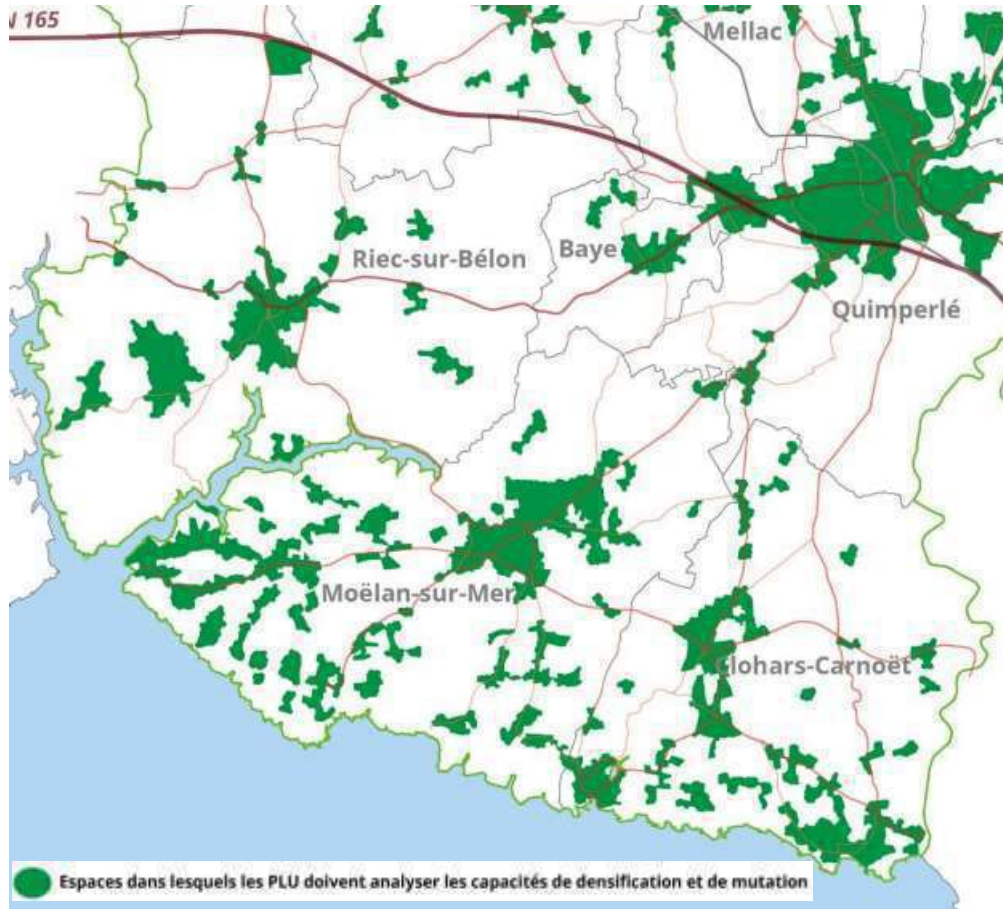 N 165
Mellac
Riec-sur-Bélon
Baye
Quimperlé
Moëlan-sur-Mer
Clohars-Carnoët
Espaces dans lesquels les PLU doivent analyser les capacités de densification et de mutation